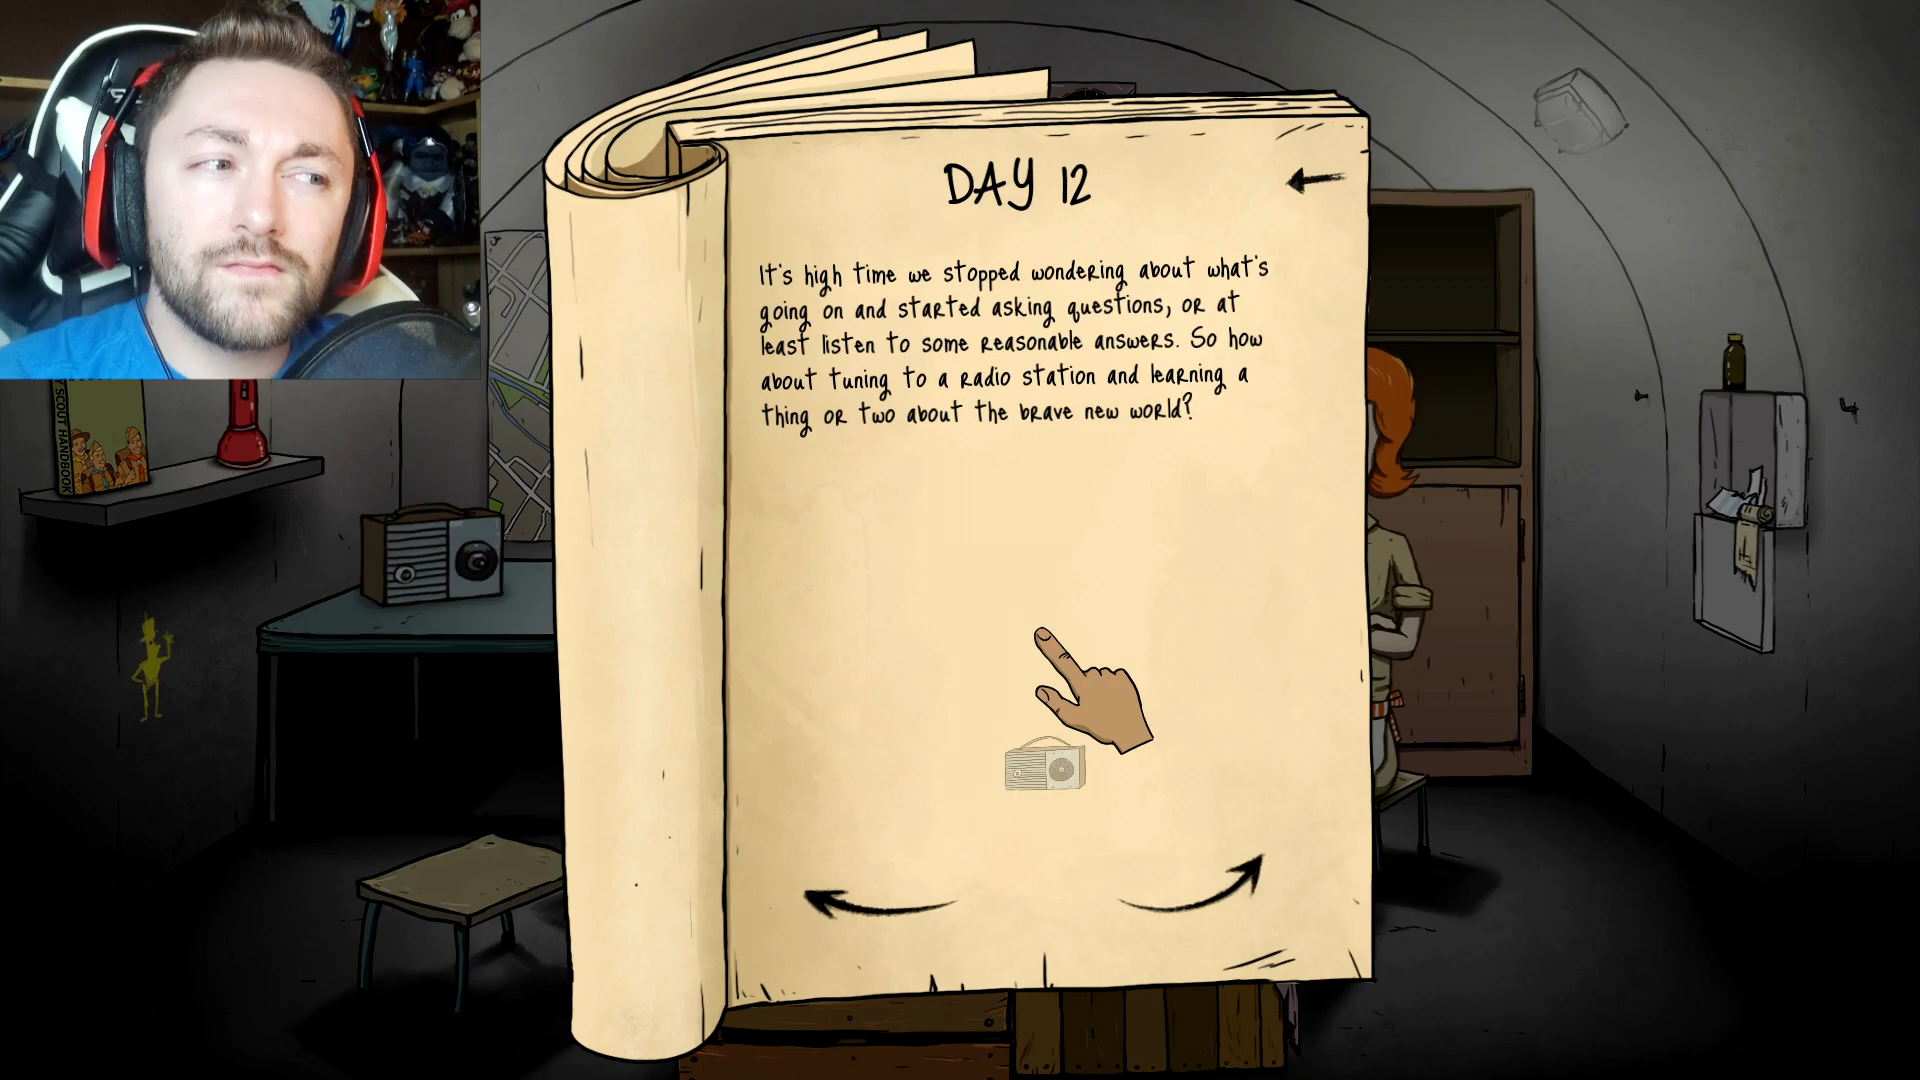 DAY 12
It's high time we stopped wondering about what's
going on and started asking questions, or at
least listen to some reasonable answers. So how
about tuning to a radio station and learning a
thing or two about the brave new world?
SCOUT HANDBOOK